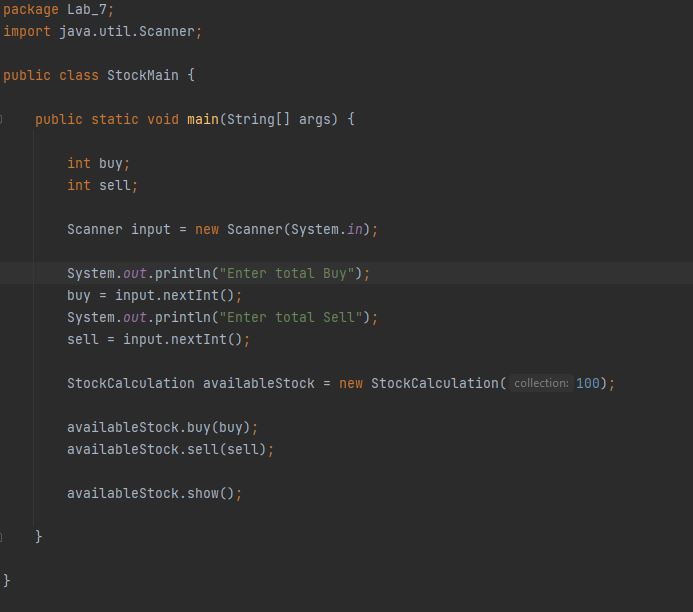 package Lab_7;
import java.util.Scanner;
public class StockMain {
public static void main(String[] args) {
int buy;
int sell;
Scanner input = new Scanner(System.in);
System.out.println("Enter total Buy");
buy = input.nextInt();
System.out.println("Enter total Sell");
sell = input.nextInt();
StockCalculation availableStock = new StockCalculation( collection: 100);
availableStock.buy(buy);
availableStock.sell(sell);
availableStock.show();
}
}